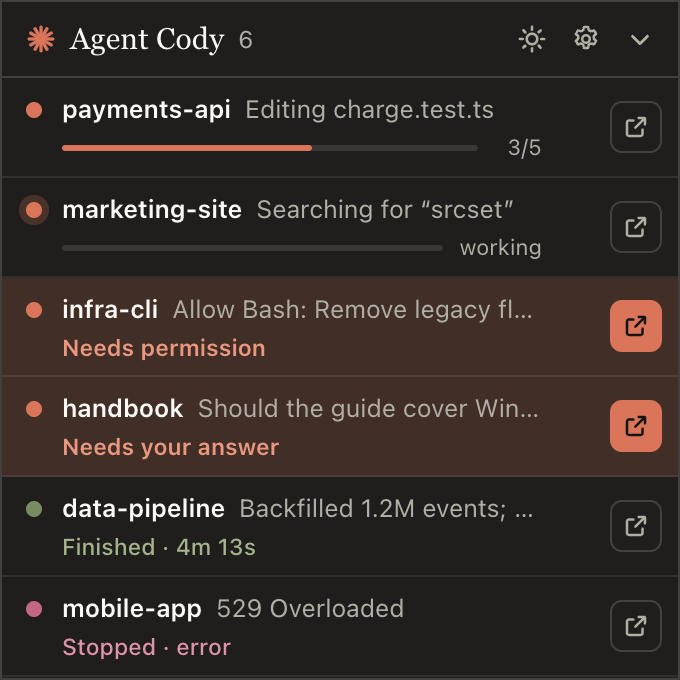 Agent Cody 6
payments-api Editing charge.test.ts
3/5
marketing-site Searching for “srcset”
working
infra-cli Allow Bash: Remove legacy fl...
Needs permission
handbook Should the guide cover Win...
Needs your answer
data-pipeline Backfilled 1.2M events; ...
Finished · 4m 13s
mobile-app 529 Overloaded
Stopped · error